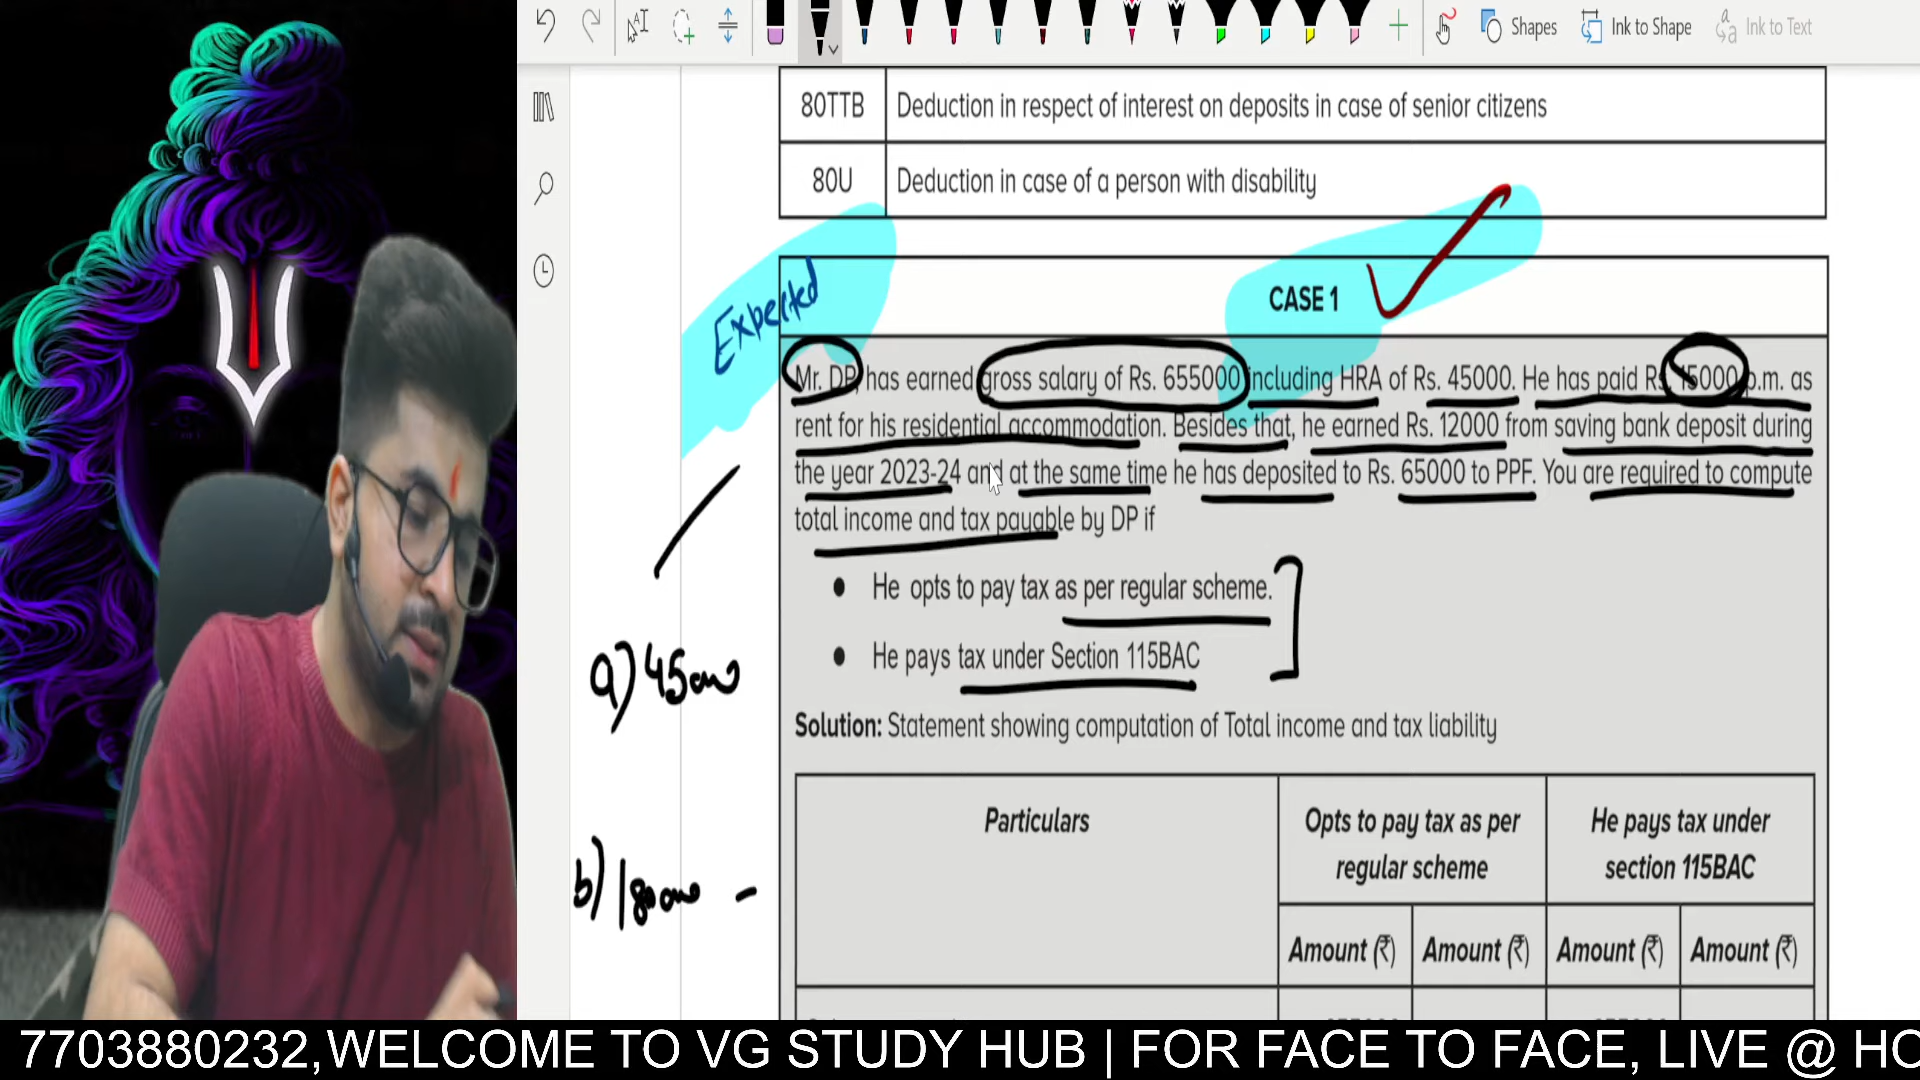 Shapes
Ink to Shape
Ink to Text
80TTB Deduction in respect of interest on deposits in case of senior citizens
80U Deduction in case of a person with disability
Expected
CASE 1
Mr. DP, has earned gross salary of Rs. 655000 including HRA of Rs. 45000. He has paid Rs. 15000 p.m. as
rent for his residential accommodation. Besides that, he earned Rs. 12000 from saving bank deposit during
the year 2023-24 and at the same time he has deposited to Rs. 65000 to PPF. You are required to compute
total income and tax payable by DP if
● He opts to pay tax as per regular scheme.
● He pays tax under Section 115BAC
a) 45000
Solution: Statement showing computation of Total income and tax liability
Particulars
Opts to pay tax as per
regular scheme
He pays tax under
section 115BAC
b) 180000 -
Amount (₹) Amount (₹) Amount (₹) Amount (₹)
7703880232,WELCOME TO VG STUDY HUB | FOR FACE TO FACE, LIVE @ HO